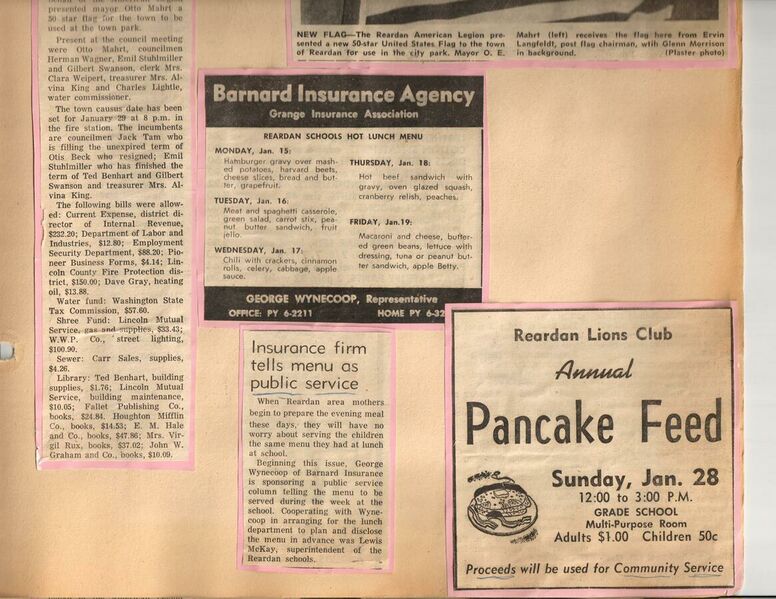 presented mayor Otto Mahrt a
50 star flag for the town to be
used at the town park.
Present at the council meeting
were Otto Mahrt, councilmen
Herman Wagner, Emil Stuhlmiller
and Gilbert Swanson, clerk Mrs.
Clara Weipert, treasurer Mrs. Al-
vina King and Charles Lightle,
water commissioner.
The town causus date has been
set for January 29 at 8 p.m. in
the fire station. The incumbents
are councilmen Jack Tam who
is filling the unexpired term of
Otis Beck who resigned; Emil
Stuhlmiller who has finished the
term of Ted Benhart and Gilbert
Swanson and treasurer Mrs. Al-
vina King.
The following bills were allow-
ed: Current Expense, district di-
rector of Internal Revenue,
$232.20; Department of Labor and
Industries, $12.80; Employment
Security Department, $88.20; Pio-
neer Business Forms, $4.14; Lin-
coln County Fire Protection dis-
trict, $150.00; Dave Gray, heating
oil, $13.88.
Water fund: Washington State
Tax Commission, $57.60.
Shree Fund: Lincoln Mutual
Service, gas and supplies, $33.43;
W.W.P. Co., street lighting,
$100.90.
Sewer: Carr Sales, supplies,
$4.26.
Library: Ted Benhart, building
supplies, $1.76; Lincoln Mutual
Service, building maintenance,
$10.05; Fallet Publishing Co.,
books, $24.84. Houghton Mifflin
Co., books, $14.53; E. M. Hale
and Co., books, $47.86; Mrs. Vir-
gil Rux, books, $37.02; John W.
Graham and Co., books, $10.09.
NEW FLAG—The Reardan American Legion pre-
sented a new 50-star United States Flag to the town
of Reardan for use in the city park. Mayor O. E.
Mahrt (left) receives the flag here from Ervin
Langfeldt, post flag chairman, with Glenn Morrison
in background. (Plaster photo)
Barnard Insurance Agency
Grange Insurance Association
REARDAN SCHOOLS HOT LUNCH MENU
MONDAY, Jan. 15:
Hamburger gravy over mash-
ed potatoes, harvard beets,
cheese slices, bread and but-
ter, grapefruit.
TUESDAY, Jan. 16:
Meat and spaghetti casserole,
green salad, carrot stix, pea-
nut butter sandwich, fruit
jello.
WEDNESDAY, Jan. 17:
Chili with crackers, cinnamon
rolls, celery, cabbage, apple
sauce.
THURSDAY, Jan. 18:
Hot beef sandwich with
gravy, oven glazed squash,
cranberry relish, peaches.
FRIDAY, Jan.19:
Macaroni and cheese, butter-
ed green beans, lettuce with
dressing, tuna or peanut but-
ter sandwich, apple Betty.
GEORGE WYNECOOP, Representative
OFFICE: PY 6-2211 HOME PY 6-32
Insurance firm
tells menu as
public service
When Reardan area mothers
begin to prepare the evening meal
these days, they will have no
worry about serving the children
the same menu they had at lunch
at school.
Beginning this issue, George
Wynecoop of Barnard Insurance
is sponsoring a public service
column telling the menu to be
served during the week at the
school. Cooperating with Wyne-
coop in arranging for the lunch
department to plan and disclose
the menu in advance was Lewis
McKay, superintendent of the
Reardan schools.
Reardan Lions Club
Annual
Pancake Feed
Sunday, Jan. 28
12:00 to 3:00 P.M.
GRADE SCHOOL
Multi-Purpose Room
Adults $1.00 Children 50c
Proceeds will be used for Community Service